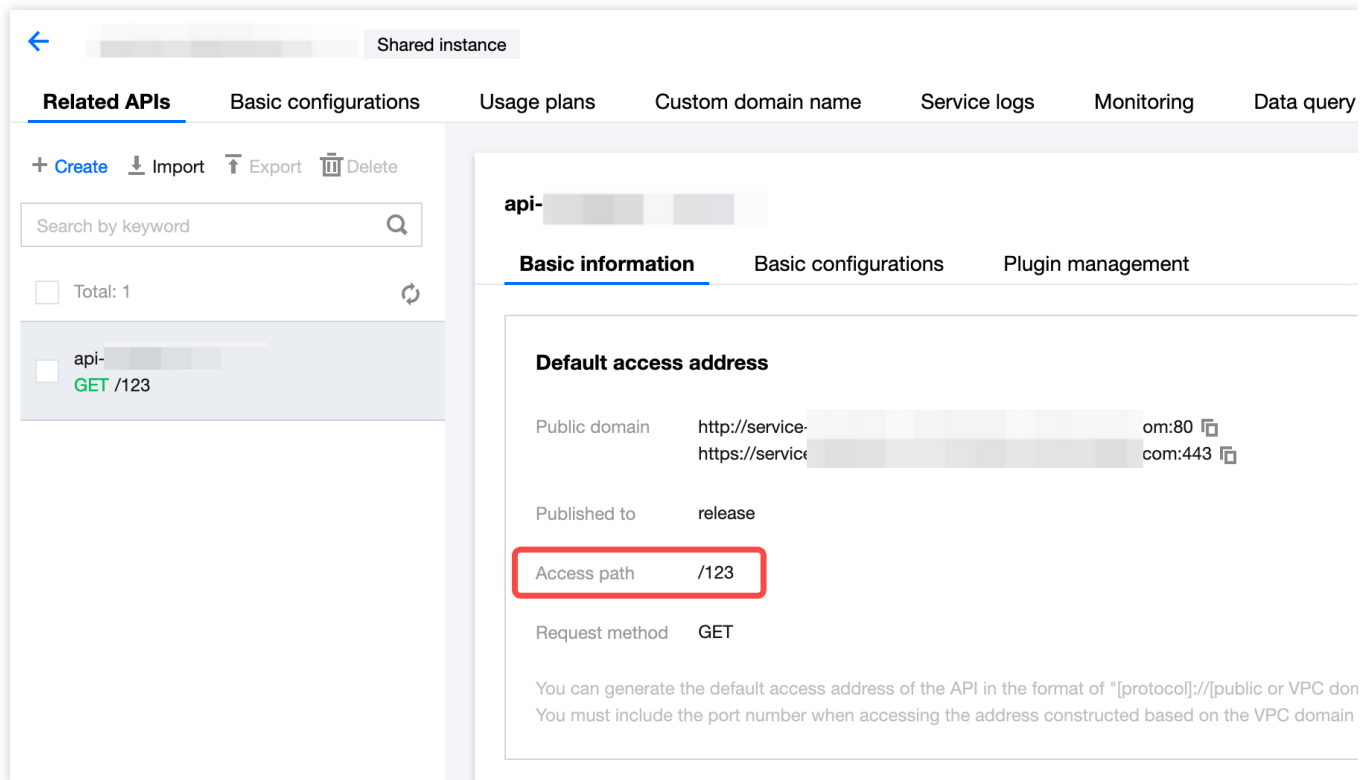 Shared instance
Related APIs Basic configurations Usage plans Custom domain name Service logs Monitoring Data query
Create Import Export Delete
Search by keyword
Total: 1
api-
GET /123
api-
Basic information Basic configurations Plugin management
Default access address
Public domain http://service- om:80
https://service com:443
Published to release
Access path /123
Request method GET
You can generate the default access address of the API in the format of "[protocol]://[public or VPC
You must include the port number when accessing the address constructed based on the VPC domain